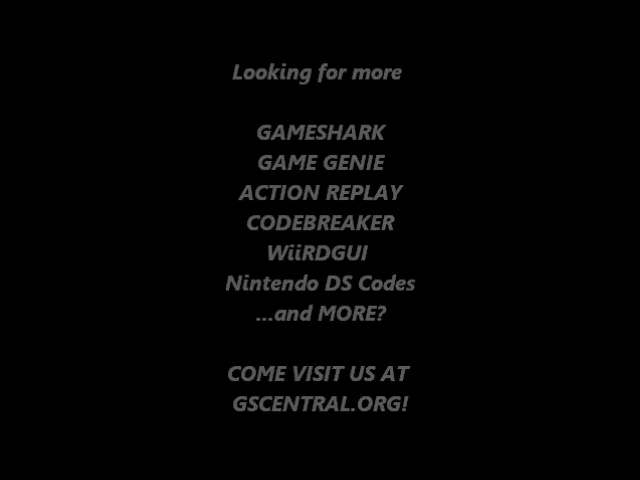 Looking for more
GAMESHARK
GAME GENIE
ACTION REPLAY
CODEBREAKER
WiiRDGUI
Nintendo DS Codes
...and MORE?
COME VISIT US AT
GSCENTRAL.ORG!